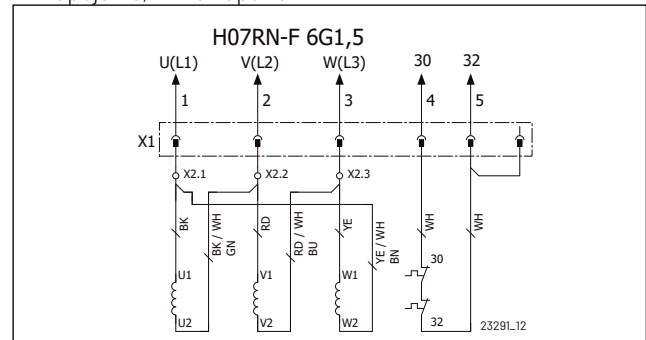 H07RN-F 6G1,5
U(L1) V(L2) W(L3) 30 32
1 2 3 4 5
X1
X2.1 X2.2 X2.3
BK
BK / WH
GN
RD
RD / WH
BU
YE
YE / WH
BN
WH
WH
U1 V1 W1 30
U2 V2 W2 32
23291_12